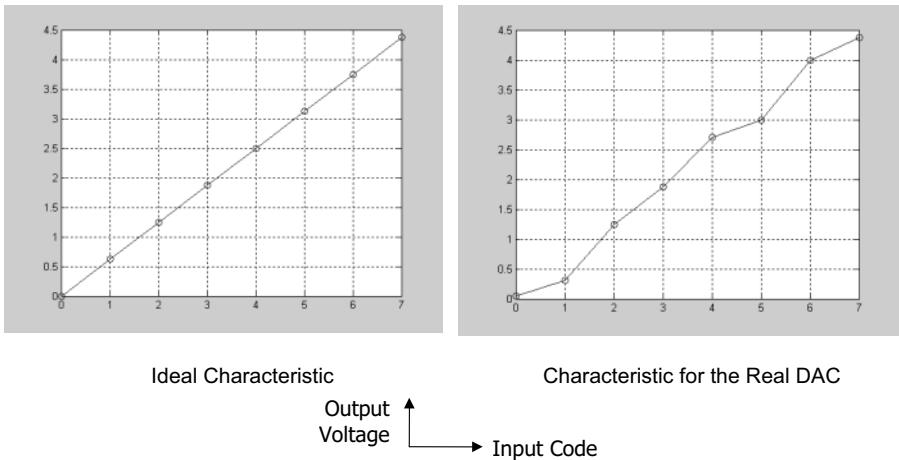 4.5
4
3.5
3
2.5
2
1.5
1
0.5
0
0 1 2 3 4 5 6 7
4.5
4
3.5
3
2.5
2
1.5
1
0.5
0
0 1 2 3 4 5 6 7
Ideal Characteristic
Characteristic for the Real DAC
Output
Voltage
Input Code